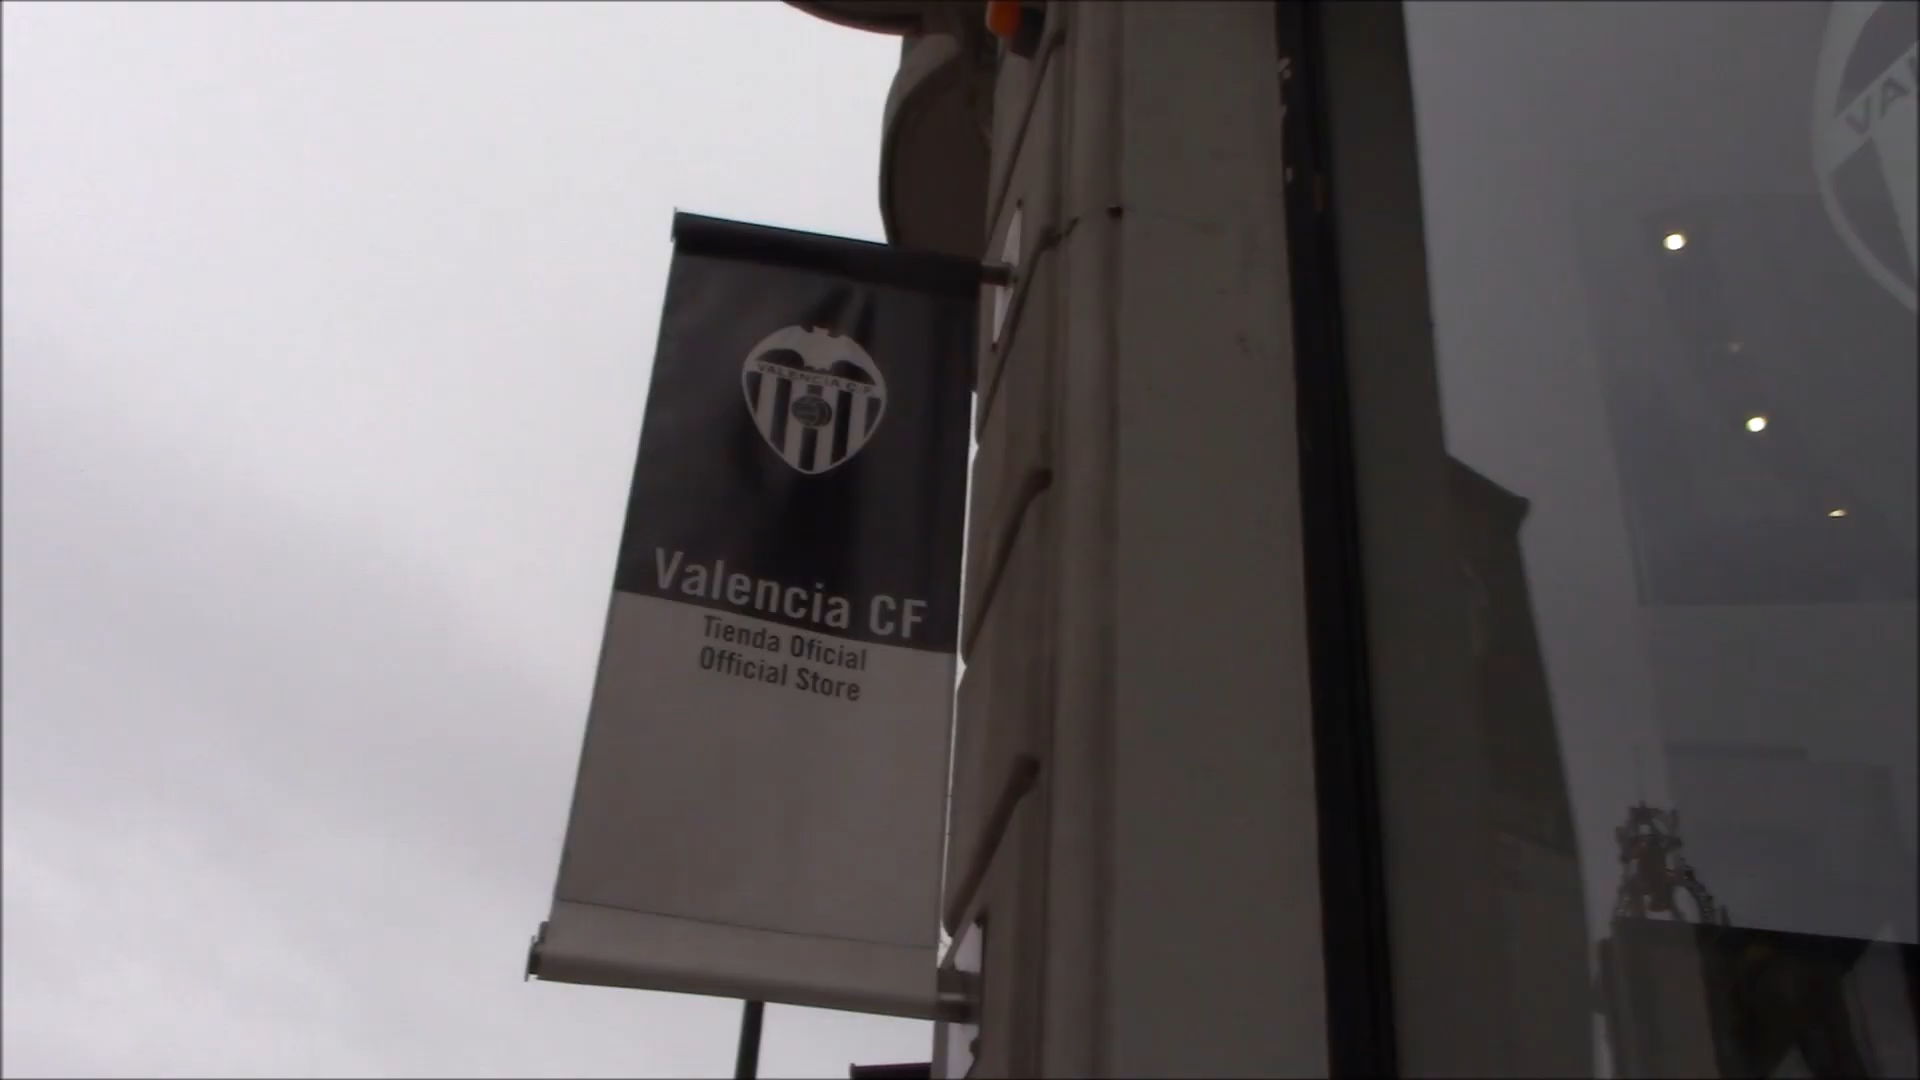 VALENCIA C.F
Valencia CF
Tienda Oficial
Official Store